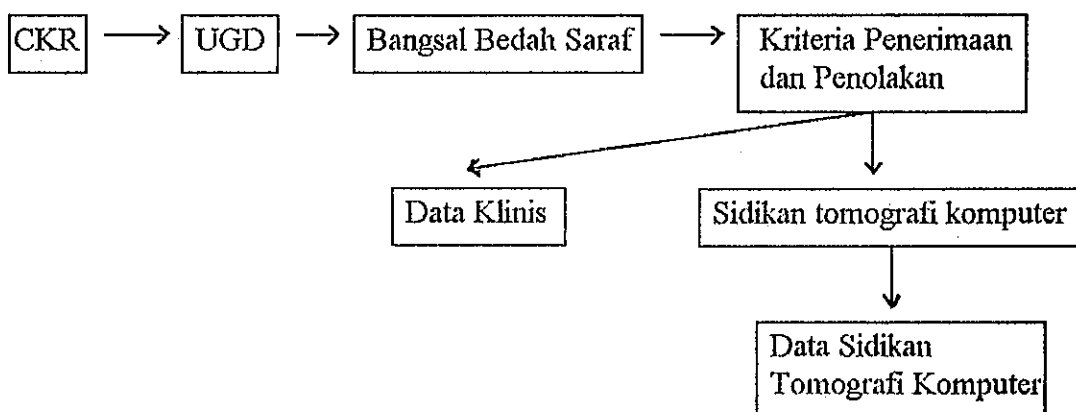 CKR
UGD
Bangsal Bedah Saraf
Kriteria Penerimaan
dan Penolakan
Data Klinis
Sidikan tomografi komputer
Data Sidikan
Tomografi Komputer